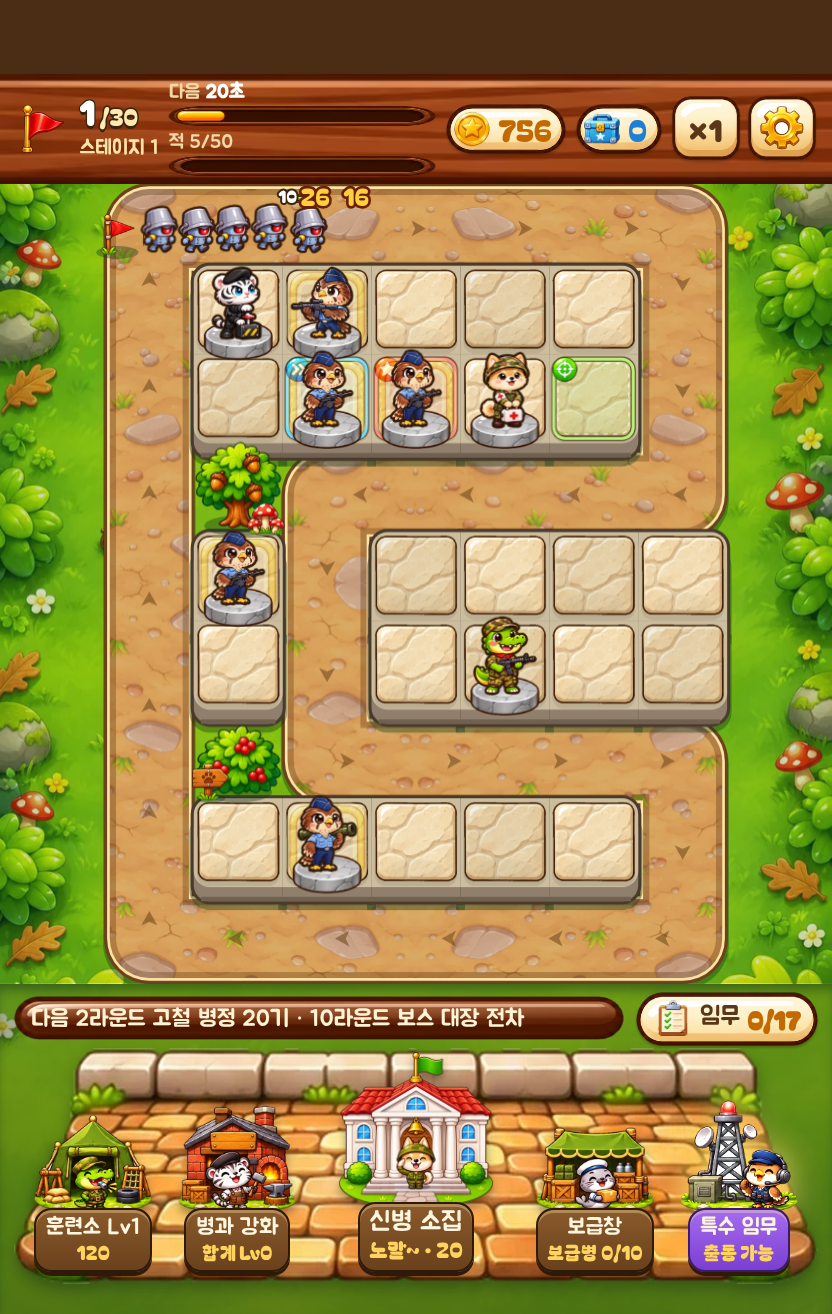 다음 20초
1/30
스테이지 1
적 5/50
756
0
×1
10 26 16
다음 2라운드 고철 병정 20기 · 10라운드 보스 대장 전차
임무 0/17
훈련소 Lv1
120
병과 강화
합계 Lv0
신병 소집
노말~ · 20
보급창
보급병 0/10
특수 임무
출동 가능